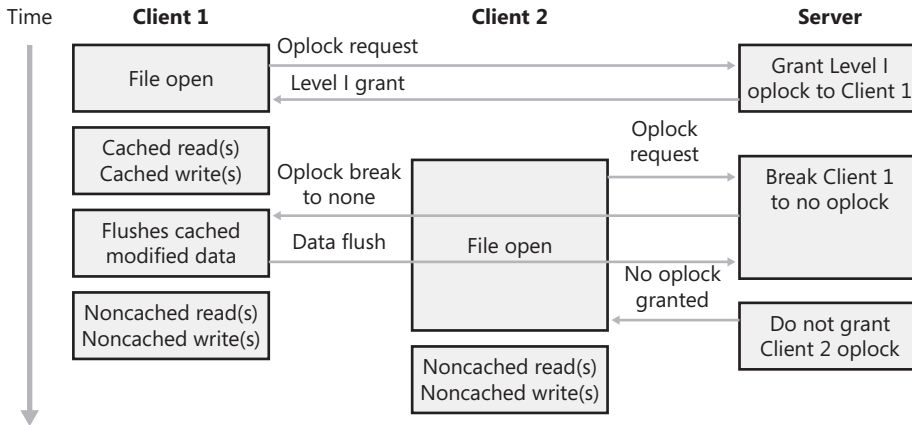 Time
Client 1
Client 2
Server
Oplock request
File open
Level I grant
Grant Level I
oplock to Client 1
Cached read(s)
Cached write(s)
Oplock
request
Oplock break
to none
Break Client 1
to no oplock
Flushes cached
modified data
Data flush
File open
No oplock
granted
Noncached read(s)
Noncached write(s)
Do not grant
Client 2 oplock
Noncached read(s)
Noncached write(s)